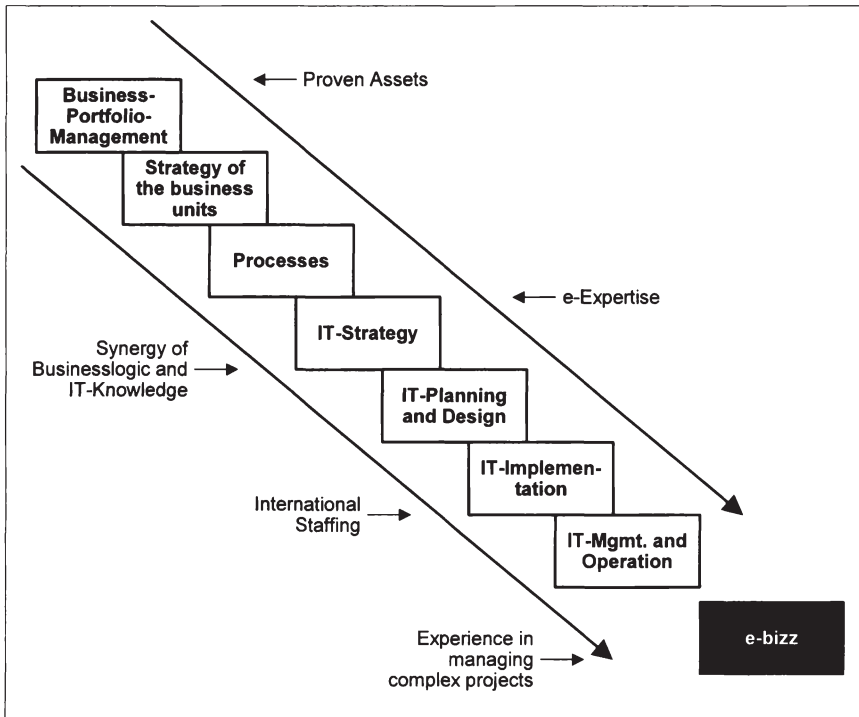 Proven Assets
Business-
Portfolio-
Management
Strategy of
the business
units
Processes
e-Expertise
IT-Strategy
Synergy of
Businesslogic and
IT-Knowledge
IT-Planning
and Design
IT-Implemen-
tation
International
Staffing
IT-Mgmt. and
Operation
e-bizz
Experience in
managing
complex projects